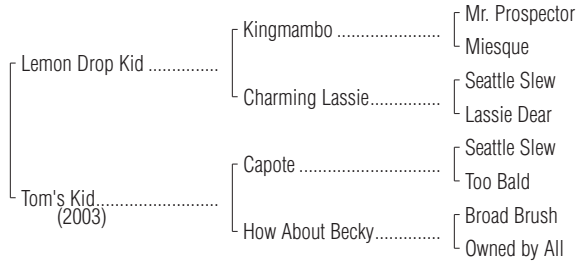 Mr. Prospector
Kingmambo ......................
Miesque
Lemon Drop Kid ...............
Seattle Slew
Charming Lassie...............
Lassie Dear
Seattle Slew
Capote ..............................
Too Bald
Tom's Kid..........................
(2003)
Broad Brush
How About Becky..............
Owned by All